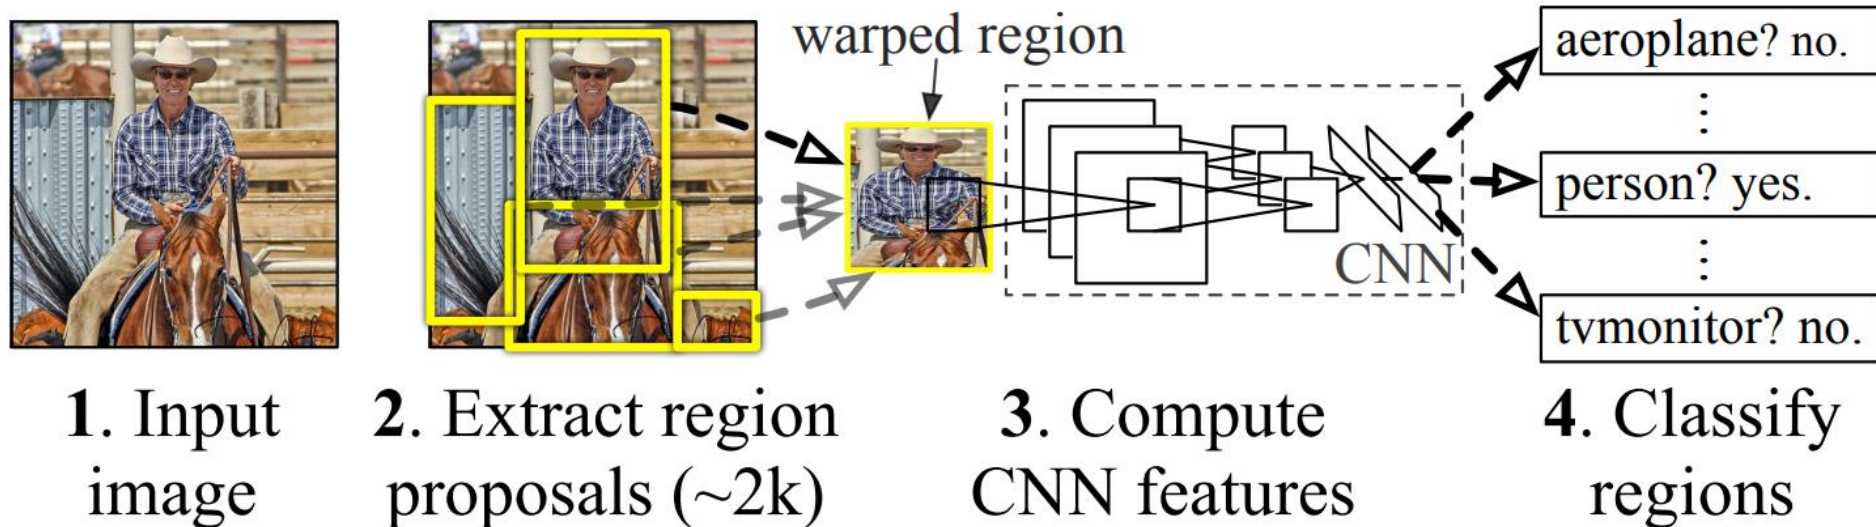 warped region
aeroplane? no.
⋮
person? yes.
CNN
⋮
tvmonitor? no.
1. Input
image
2. Extract region
proposals (~2k)
3. Compute
CNN features
4. Classify
regions